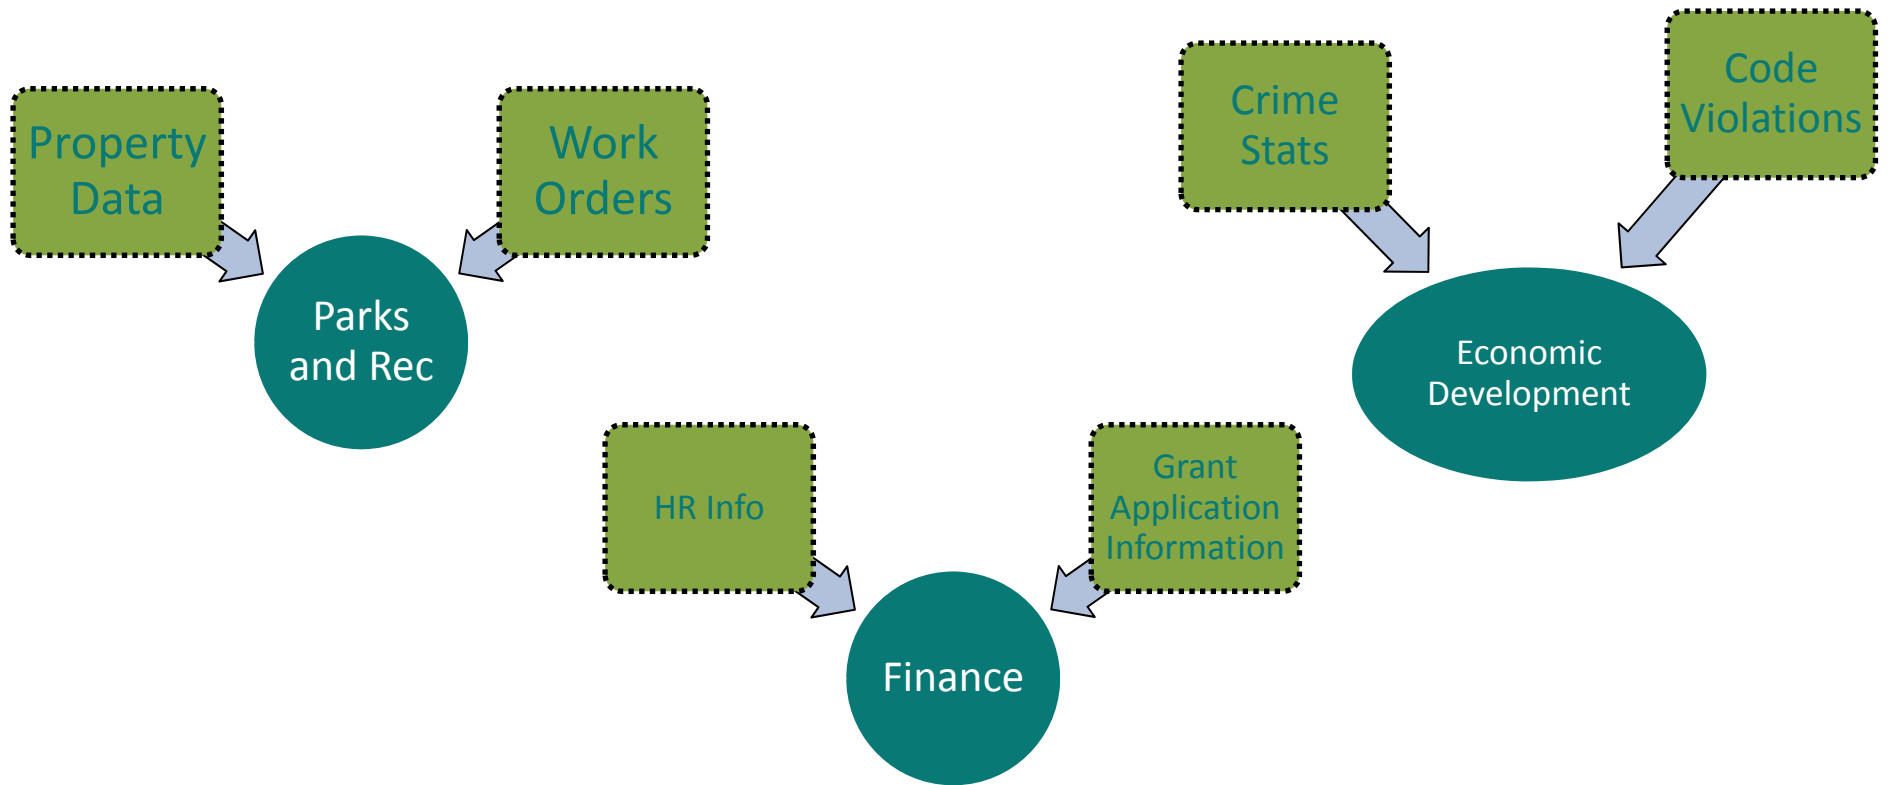 Property
Data
Work
Orders
Parks
and Rec
Crime
Stats
Code
Violations
Economic
Development
HR Info
Grant
Application
Information
Finance